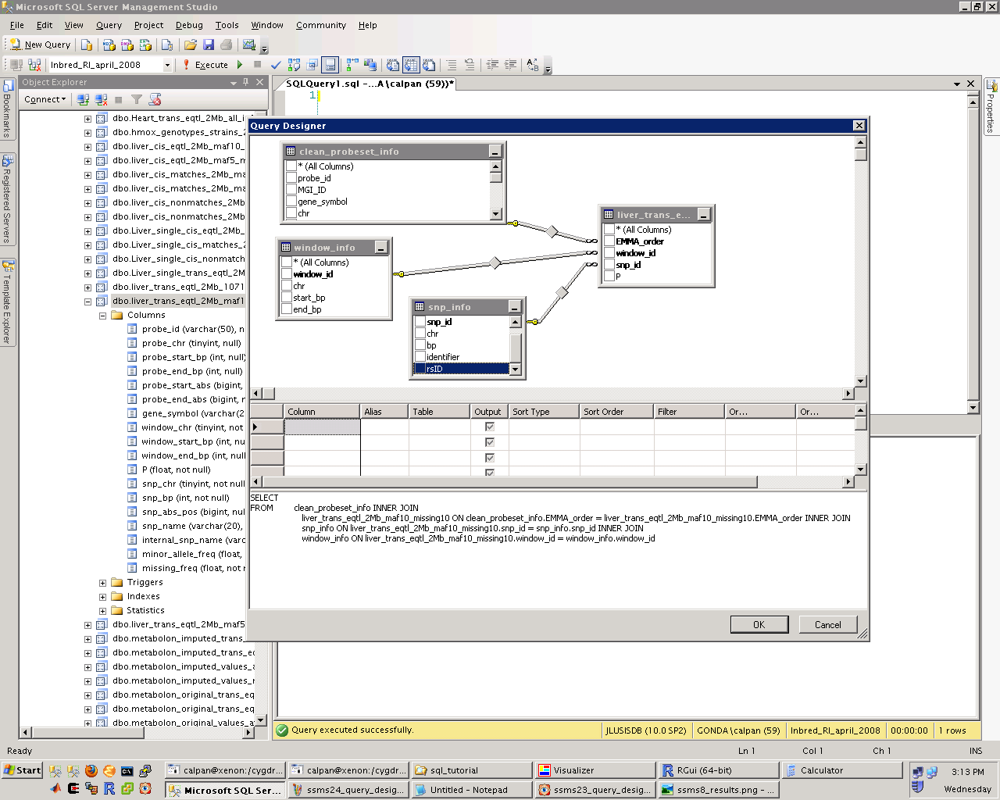 Microsoft SQL Server Management Studio
File Edit View Query Project Debug Tools Window Community Help
New Query
Inbred_RI_april_2008 Execute
Object Explorer
SQLQuery1.sql -...A\calpan (59))*
Connect
1
Bookmarks
Registered Servers
Template Explorer
Properties
dbo.Heart_trans_eqtl_2Mb_all_i
dbo.hmox_genotypes_strains_2
dbo.liver_cis_eqtl_2Mb_maf10_
dbo.liver_cis_eqtl_2Mb_maf5_m
dbo.liver_cis_matches_2Mb_ma
dbo.liver_cis_matches_2Mb_ma
dbo.liver_cis_nonmatches_2Mb
dbo.liver_cis_nonmatches_2Mb
dbo.Liver_single_cis_eqtl_2Mb_
dbo.Liver_single_cis_matches_2
dbo.Liver_single_cis_nonmatch
dbo.Liver_single_trans_eqtl_2M
dbo.liver_trans_eqtl_2Mb_1071
dbo.liver_trans_eqtl_2Mb_maf1
Columns
probe_id (varchar(50), n
probe_chr (tinyint, null)
probe_start_bp (int, null)
probe_end_bp (int, null)
probe_start_abs (bigint,
probe_end_abs (bigint,
gene_symbol (varchar(2
window_chr (tinyint, not
window_start_bp (int, n
window_end_bp (int, no
P (float, not null)
snp_chr (tinyint, not null
snp_bp (int, not null)
snp_abs_pos (bigint, nu
snp_name (varchar(20),
internal_snp_name (varc
minor_allele_freq (float,
missing_freq (float, not n
Triggers
Indexes
Statistics
dbo.liver_trans_eqtl_2Mb_maf5
dbo.metabolon_imputed_trans_
dbo.metabolon_imputed_trans_e
dbo.metabolon_imputed_values_a
dbo.metabolon_imputed_values_r
dbo.metabolon_original_trans_eq
dbo.metabolon_original_trans_eq
dbo.metabolon_original_values_a
Query Designer
clean_probeset_info
* (All Columns)
probe_id
MGI_ID
gene_symbol
chr
window_info
* (All Columns)
window_id
chr
start_bp
end_bp
snp_info
snp_id
chr
bp
identifier
rsID
liver_trans_e...
* (All Columns)
EMMA_order
window_id
snp_id
P
Column Alias Table Output Sort Type Sort Order Filter Or... Or...
SELECT
FROM clean_probeset_info INNER JOIN
liver_trans_eqtl_2Mb_maf10_missing10 ON clean_probeset_info.EMMA_order = liver_trans_eqtl_2Mb_maf10_missing10.EMMA_order INNER JOIN
snp_info ON liver_trans_eqtl_2Mb_maf10_missing10.snp_id = snp_info.snp_id INNER JOIN
window_info ON liver_trans_eqtl_2Mb_maf10_missing10.window_id = window_info.window_id
OK Cancel
Query executed successfully. JLUSISDB (10.0 SP2) GONDA\calpan (59) Inbred_RI_april_2008 00:00:00 1 rows
Ready Ln 1 Col 1 Ch 1 INS
Start calpan@xenon:/cygdr... calpan@xenon:/cygdr... sql_tutorial Visualizer RGui (64-bit) Calculator 3:13 PM
Microsoft SQL Ser... ssms24_query_desig... Untitled - Notepad ssms23_query_desig... ssms8_results.png - ... Wednesday